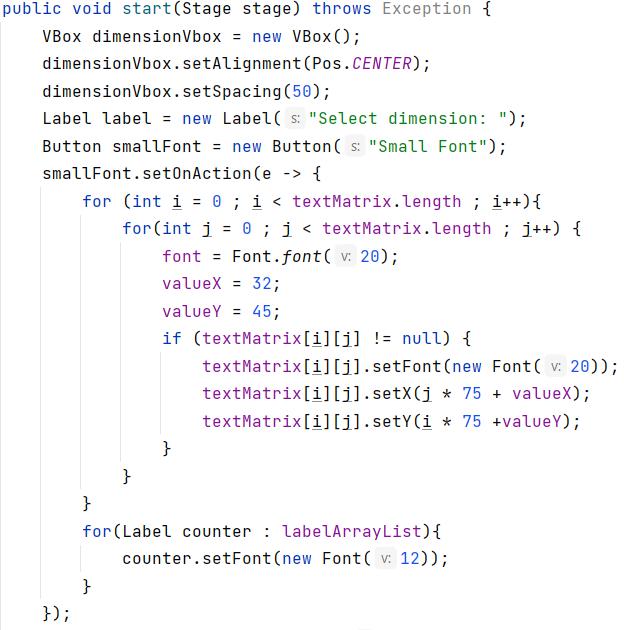 public void start(Stage stage) throws Exception {
    VBox dimensionVbox = new VBox();
    dimensionVbox.setAlignment(Pos.CENTER);
    dimensionVbox.setSpacing(50);
    Label label = new Label( s: "Select dimension: ");
    Button smallFont = new Button( s: "Small Font");
    smallFont.setOnAction(e -> {
        for (int i = 0 ; i < textMatrix.length ; i++){
            for(int j = 0 ; j < textMatrix.length ; j++) {
                font = Font.font( v: 20);
                valueX = 32;
                valueY = 45;
                if (textMatrix[i][j] != null) {
                    textMatrix[i][j].setFont(new Font( v: 20));
                    textMatrix[i][j].setX(j * 75 + valueX);
                    textMatrix[i][j].setY(i * 75 +valueY);
                }
            }
        }
        for(Label counter : labelArrayList){
            counter.setFont(new Font( v: 12));
        }
    });